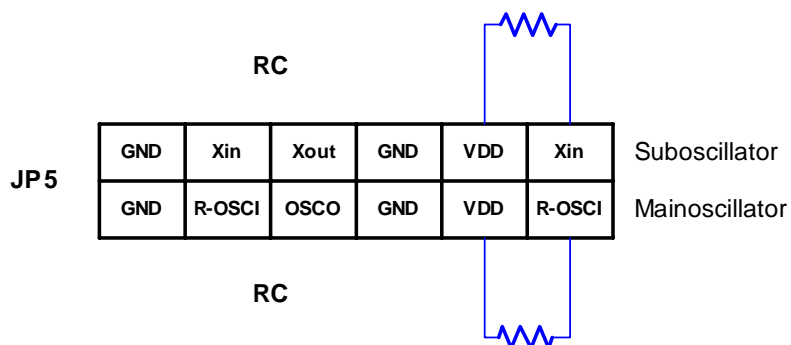 RC
GND Xin Xout GND VDD Xin Suboscillator
JP5
GND R-OSCI OSCO GND VDD R-OSCI Mainoscillator
RC